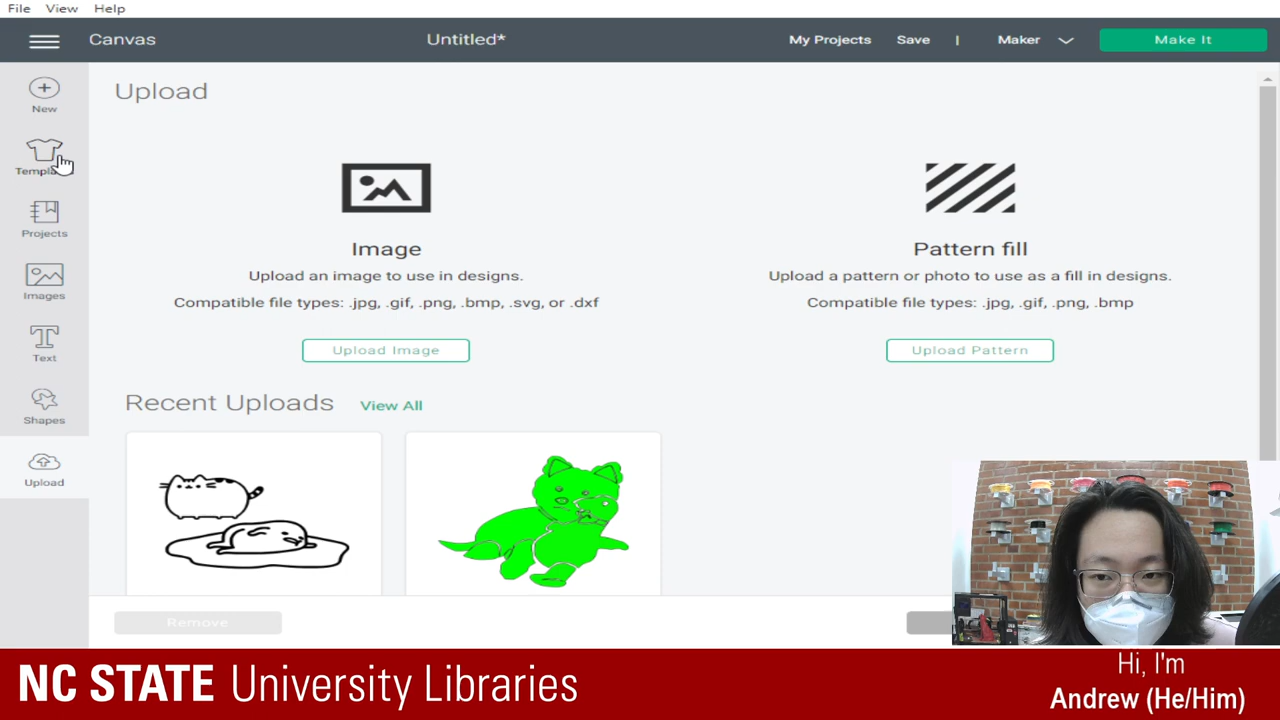 File View Help
Canvas Untitled* My Projects Save | Maker Make It
New
Projects
Images
Text
Shapes
Upload
Upload
Image
Upload an image to use in designs.
Compatible file types: .jpg, .gif, .png, .bmp, .svg, or .dxf
Upload Image
Pattern fill
Upload a pattern or photo to use as a fill in designs.
Compatible file types: .jpg, .gif, .png, .bmp
Upload Pattern
Recent Uploads View All
Remove
NC STATE University Libraries
Hi, I'm
Andrew (He/Him)